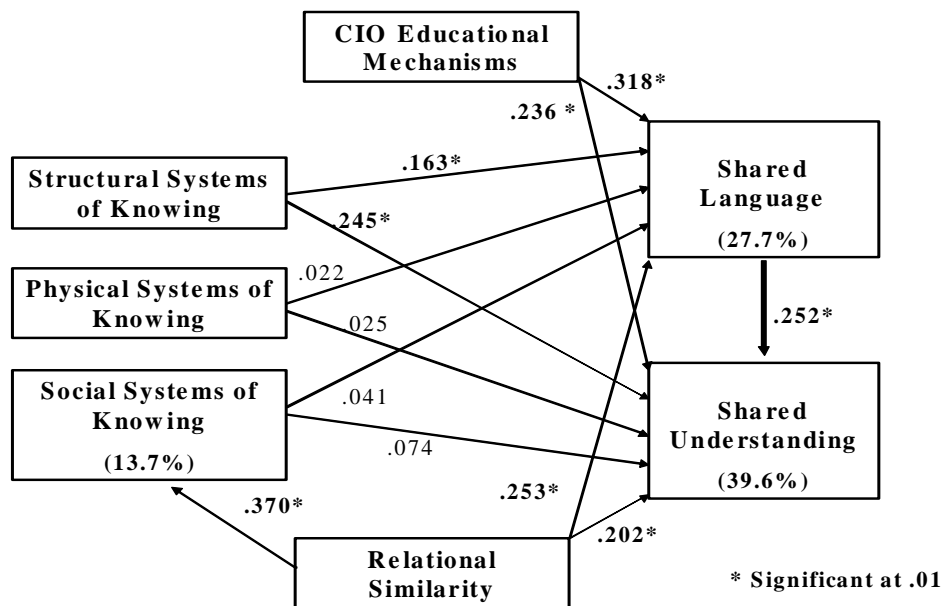 CIO Educational
Mechanisms
.318*
.236 *
.163*
Structural Systems
of Knowing
.245*
Shared
Language
(27.7%)
.022
Physical Systems of
Knowing
.025
.252*
Social Systems of
Knowing
(13.7%)
.041
.074
Shared
Understanding
(39.6%)
.370*
.253*
.202*
Relational
Similarity
* Significant at .01